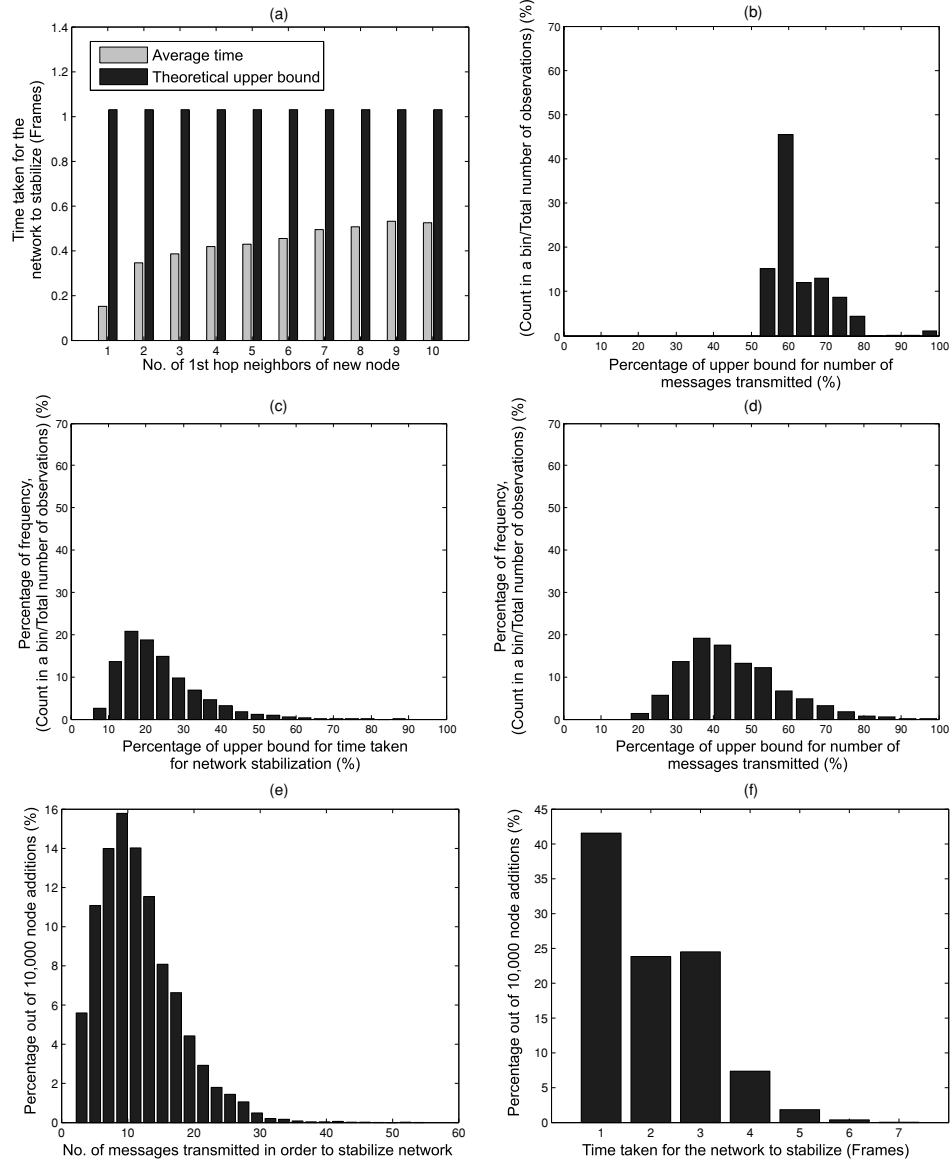 (a)
1.4
1.2
1
0.8
0.6
0.4
0.2
0
Time taken for the
network to stabilize (Frames)
Average time
Theoretical upper bound
1 2 3 4 5 6 7 8 9 10
No. of 1st hop neighbors of new node
(b)
70
60
50
40
30
20
10
0
(Count in a bin/Total number of observations) (%)
0 10 20 30 40 50 60 70 80 90 100
Percentage of upper bound for number of
messages transmitted (%)
(c)
70
60
50
40
30
20
10
0
Percentage of frequency,
(Count in a bin/Total number of observations) (%)
0 10 20 30 40 50 60 70 80 90 100
Percentage of upper bound for time taken
for network stabilization (%)
(d)
70
60
50
40
30
20
10
0
Percentage of frequency,
(Count in a bin/Total number of observations) (%)
0 10 20 30 40 50 60 70 80 90 100
Percentage of upper bound for number of
messages transmitted (%)
(e)
16
14
12
10
8
6
4
2
0
Percentage out of 10,000 node additions (%)
0 10 20 30 40 50 60
No. of messages transmitted in order to stabilize network
(f)
45
40
35
30
25
20
15
10
5
0
Percentage out of 10,000 node additions (%)
1 2 3 4 5 6 7
Time taken for the network to stabilize (Frames)